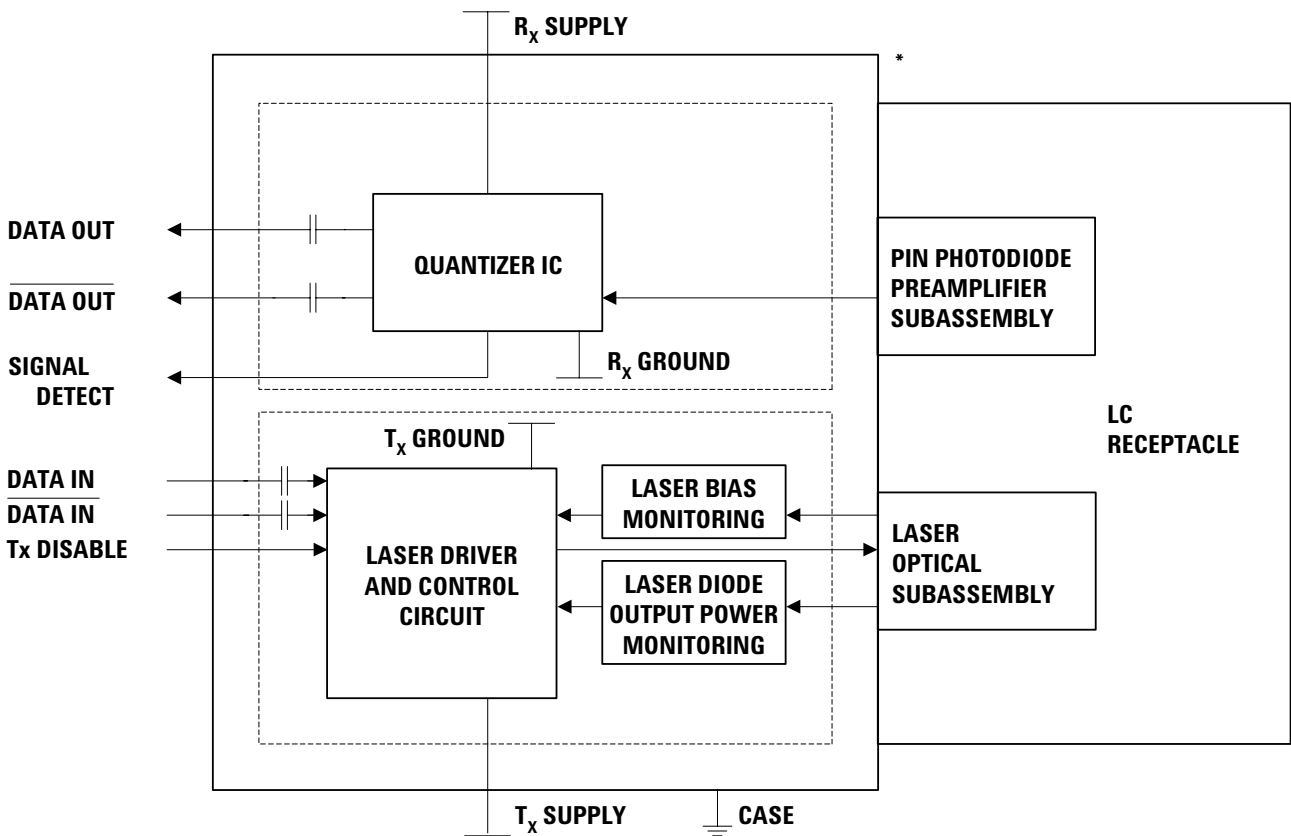 RX SUPPLY
*
DATA OUT
QUANTIZER IC
PIN PHOTODIODE
PREAMPLIFIER
SUBASSEMBLY
DATA OUT
SIGNAL
DETECT
RX GROUND
LC
RECEPTACLE
TX GROUND
DATA IN
DATA IN
Tx DISABLE
LASER BIAS
MONITORING
LASER DRIVER
AND CONTROL
CIRCUIT
LASER DIODE
OUTPUT POWER
MONITORING
LASER
OPTICAL
SUBASSEMBLY
TX SUPPLY
CASE